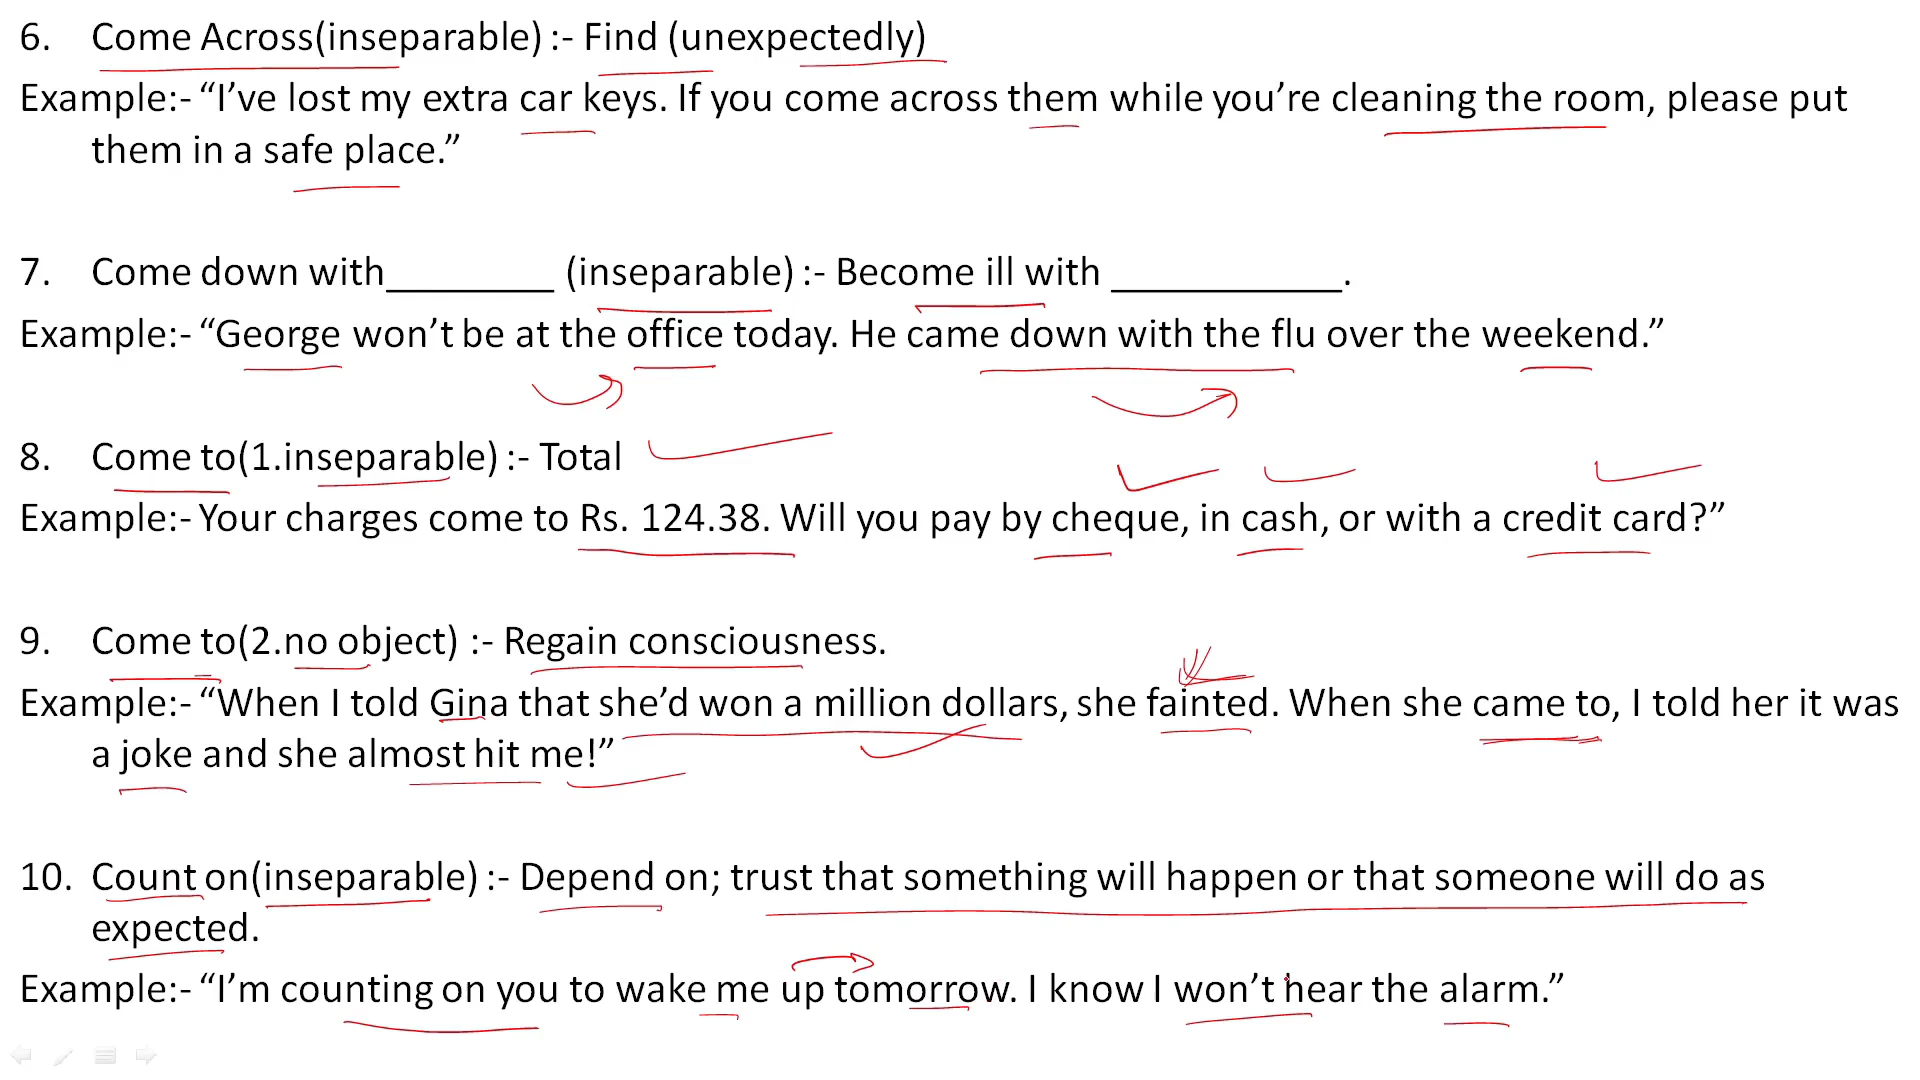 6. Come Across(inseparable) :- Find (unexpectedly)
Example:- “I’ve lost my extra car keys. If you come across them while you’re cleaning the room, please put
them in a safe place.”
7. Come down with________ (inseparable) :- Become ill with ___________.
Example:- “George won’t be at the office today. He came down with the flu over the weekend.”
8. Come to(1.inseparable) :- Total
Example:- Your charges come to Rs. 124.38. Will you pay by cheque, in cash, or with a credit card?”
9. Come to(2.no object) :- Regain consciousness.
Example:- “When I told Gina that she’d won a million dollars, she fainted. When she came to, I told her it was
a joke and she almost hit me!”
10. Count on(inseparable) :- Depend on; trust that something will happen or that someone will do as
expected.
Example:- “I’m counting on you to wake me up tomorrow. I know I won’t hear the alarm.”